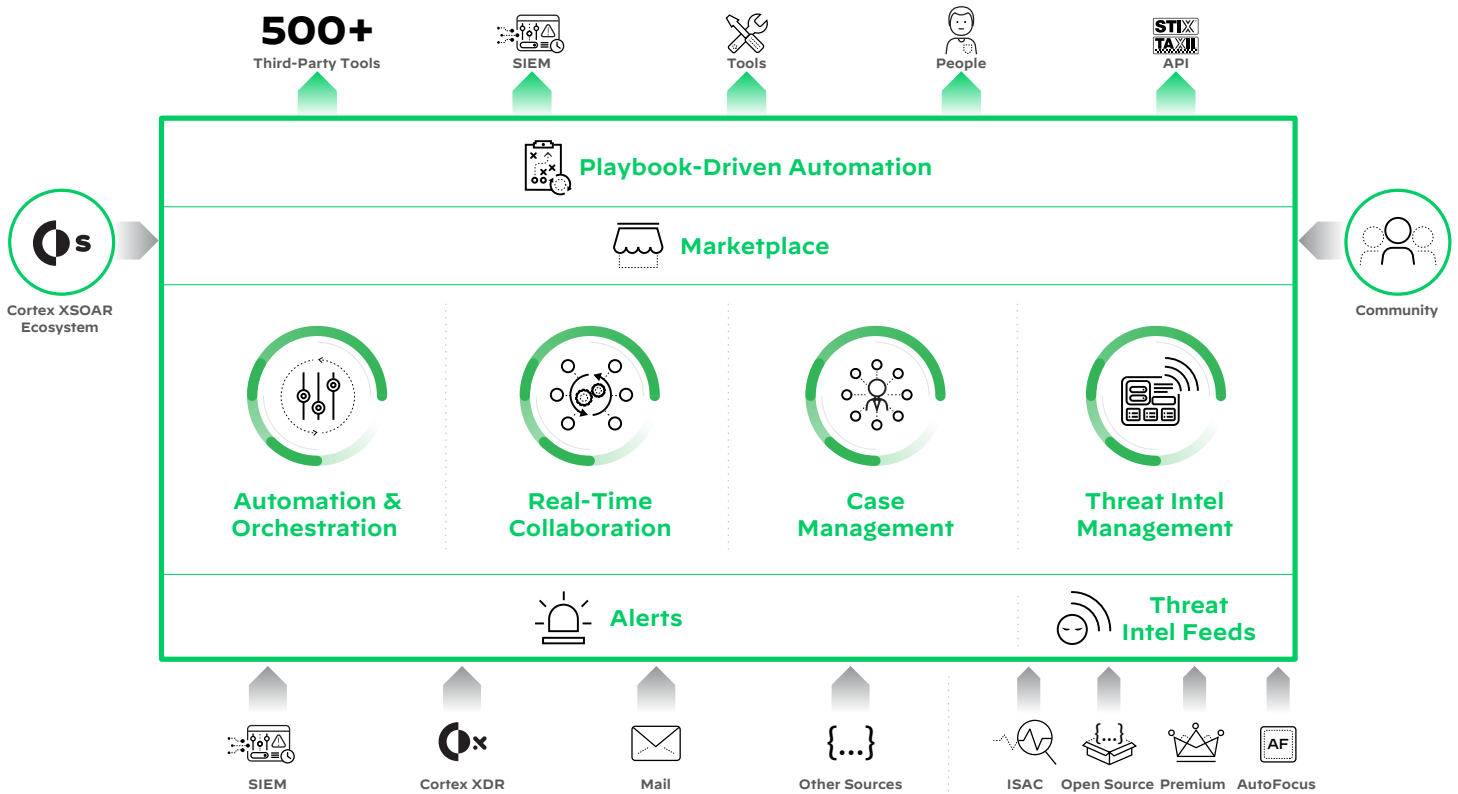 500+
Third-Party Tools
SIEM
Tools
People
STIX
TAXII
API
Playbook-Driven Automation
Marketplace
S
Cortex XSOAR
Ecosystem
Community
Automation &
Orchestration
Real-Time
Collaboration
Case
Management
Threat Intel
Management
Alerts
Threat
Intel Feeds
SIEM
X
Cortex XDR
Mail
{...}
Other Sources
ISAC
{...}
Open Source
Premium
AF
AutoFocus